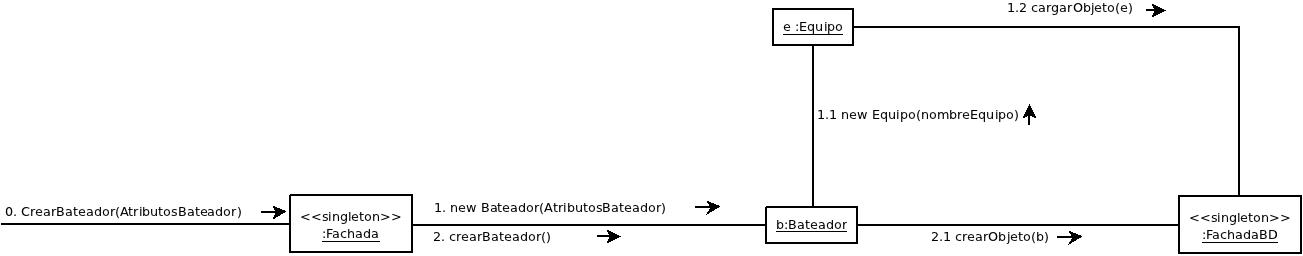 1.2 cargarObjeto(e)
e :Equipo
1.1 new Equipo(nombreEquipo)
0. CrearBateador(AtributosBateador)
<<singleton>>
:Fachada
1. new Bateador(AtributosBateador)
2. crearBateador()
b:Bateador
2.1 crearObjeto(b)
<<singleton>>
:FachadaBD